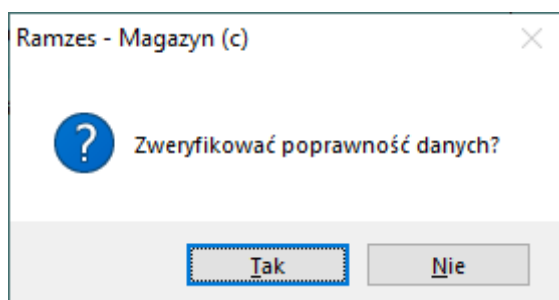 Ramzes - Magazyn (c)
Zweryfikować poprawność danych?
Tak
Nie